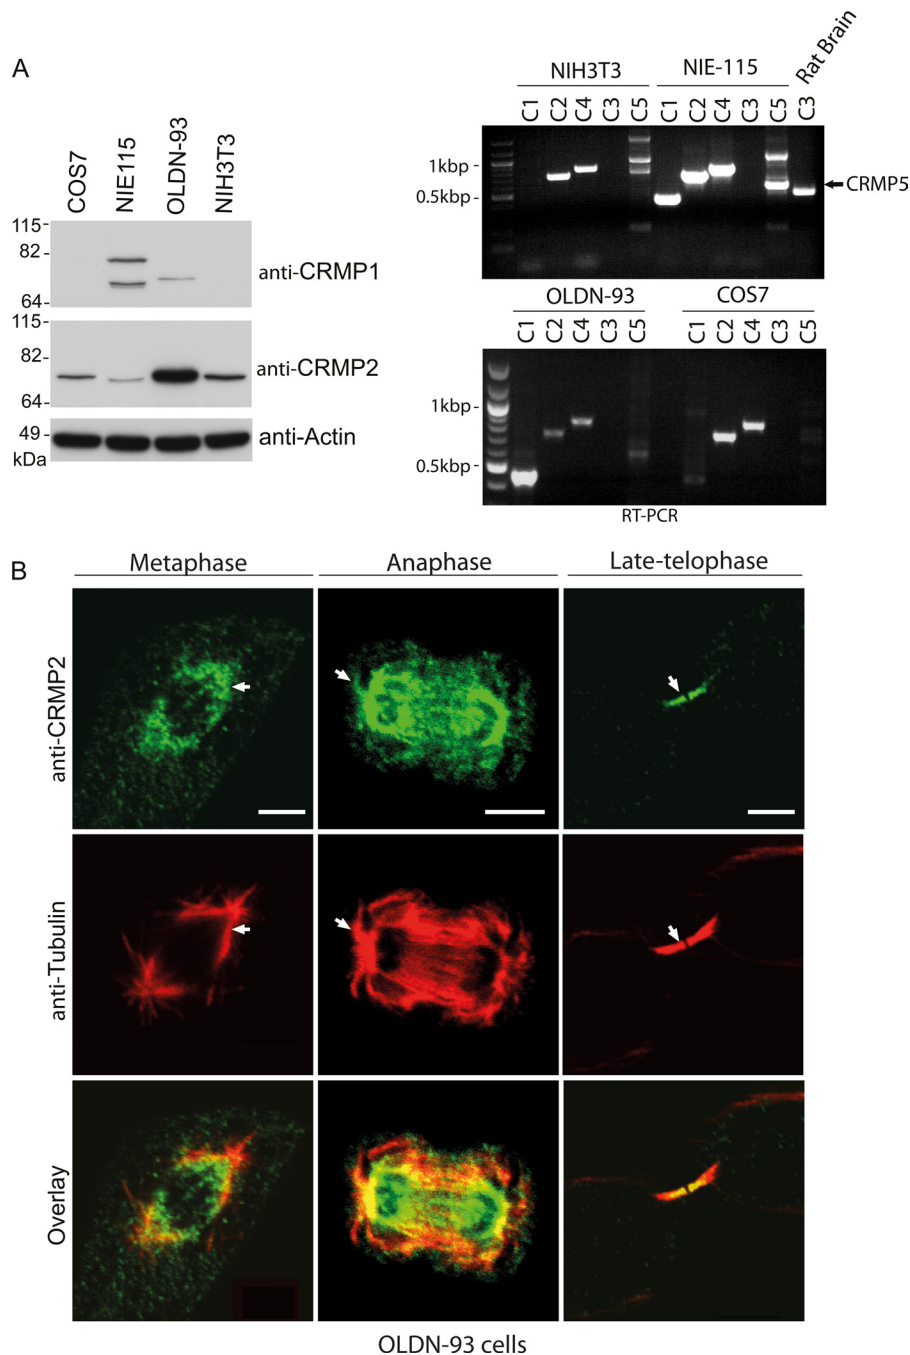 A
COS7
NIE115
OLDN-93
NIH3T3
115-
82-
64-
anti-CRMP1
115-
82-
64-
anti-CRMP2
49-
kDa
anti-Actin
NIH3T3
NIE-115
Rat Brain
C1 C2 C4 C3 C5 C1 C2 C4 C3 C5 C3
1kbp-
0.5kbp-
CRMP5
OLDN-93
COS7
C1 C2 C4 C3 C5 C1 C2 C4 C3 C5
1kbp-
0.5kbp-
RT-PCR
B
Metaphase
Anaphase
Late-telophase
anti-CRMP2
anti-Tubulin
Overlay
OLDN-93 cells